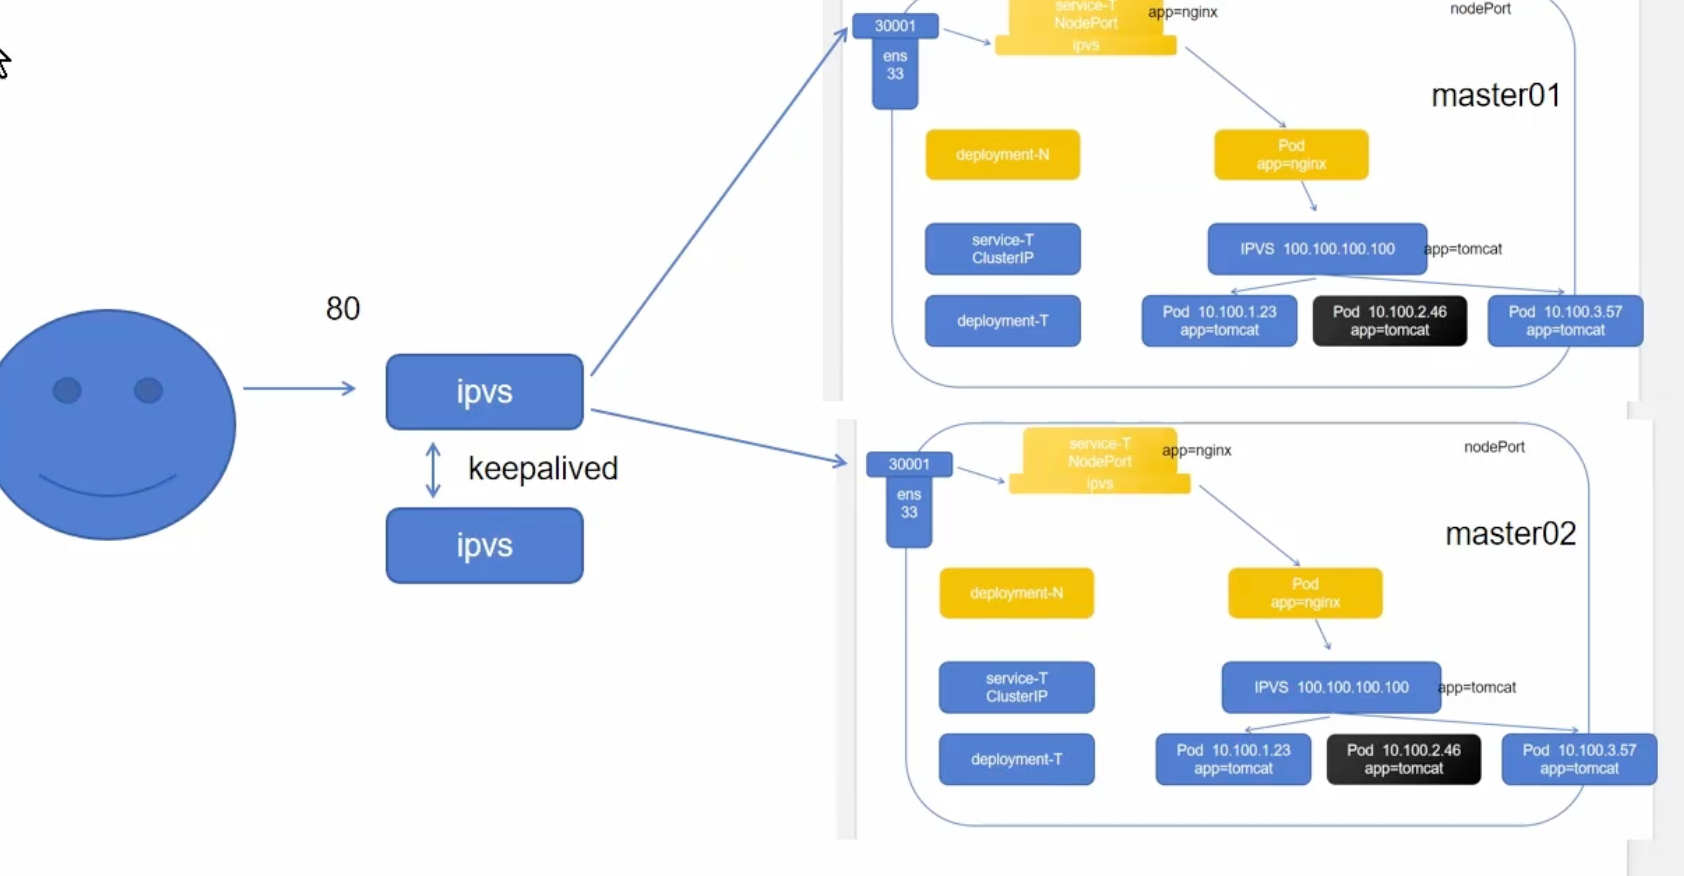 80
ipvs
keepalived
ipvs
service-T
NodePort
ipvs
app=nginx
nodePort
30001
ens
33
master01
deployment-N
Pod
app=nginx
service-T
ClusterIP
IPVS 100.100.100.100
app=tomcat
deployment-T
Pod 10.100.1.23
app=tomcat
Pod 10.100.2.46
app=tomcat
Pod 10.100.3.57
app=tomcat
service-T
NodePort
ipvs
app=nginx
nodePort
30001
ens
33
master02
deployment-N
Pod
app=nginx
service-T
ClusterIP
IPVS 100.100.100.100
app=tomcat
deployment-T
Pod 10.100.1.23
app=tomcat
Pod 10.100.2.46
app=tomcat
Pod 10.100.3.57
app=tomcat